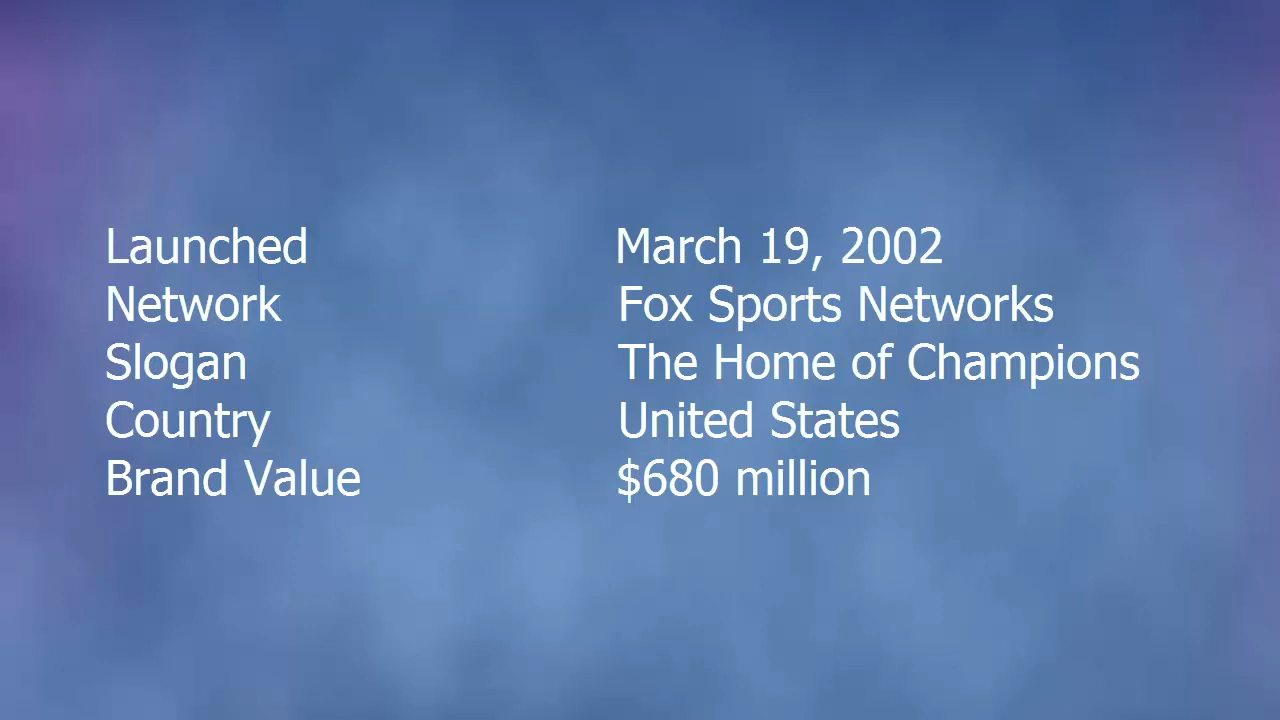 Launched March 19, 2002
Network Fox Sports Networks
Slogan The Home of Champions
Country United States
Brand Value $680 million